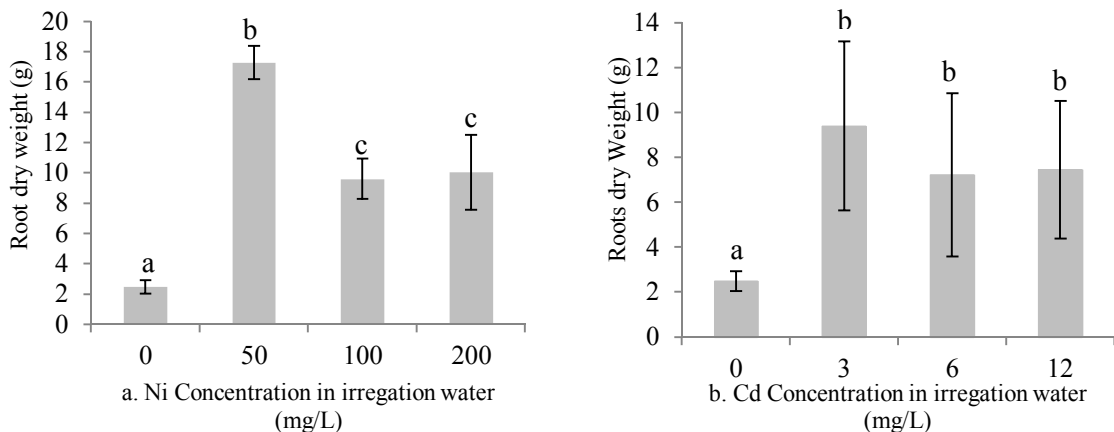 Root dry weight (g)
20
18
16
14
12
10
8
6
4
2
0
a
b
c
c
0 50 100 200
a. Ni Concentration in irregation water
(mg/L)
Roots dry Weight (g)
14
12
10
8
6
4
2
0
a
b
b
b
0 3 6 12
b. Cd Concentration in irregation water
(mg/L)